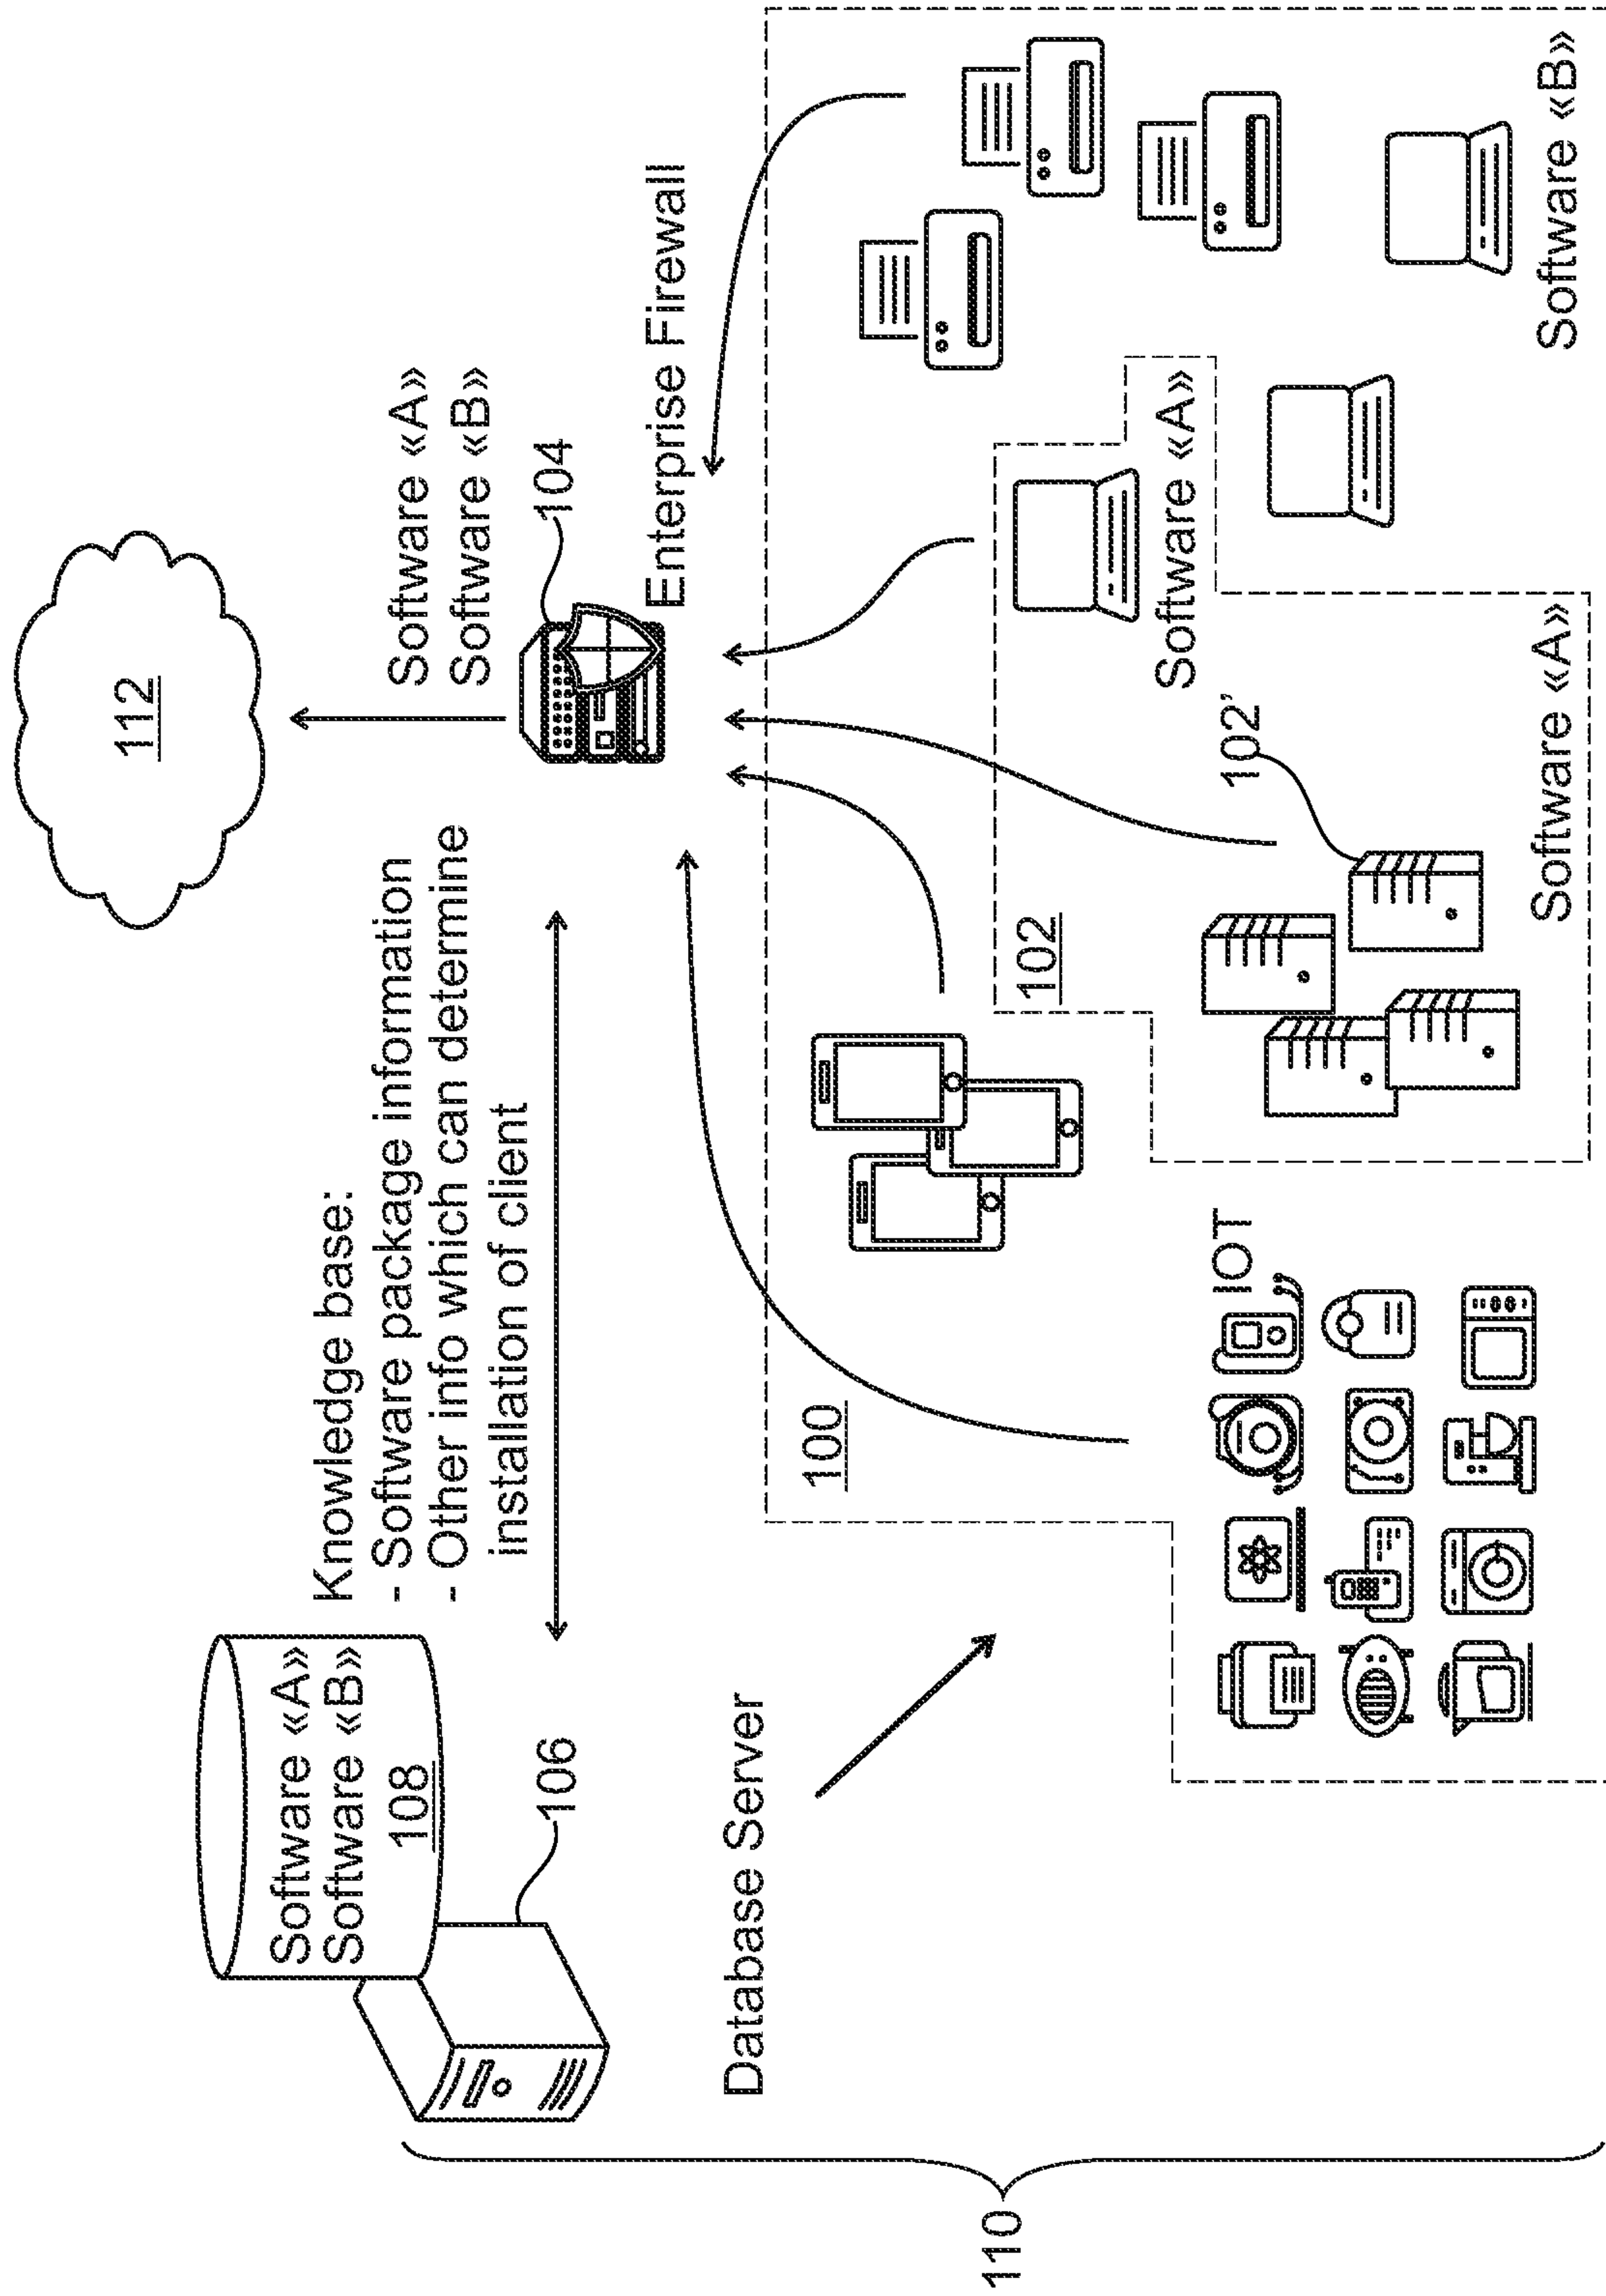 112
Software «A»
Software «B»
108
106
Knowledge base:
- Software package information
- Other info which can determine
installation of client
Software «A»
Software «B»
104
Enterprise Firewall
Database Server
110
100
102
Software «A»
102’
IOT
Software «A»
Software «B»